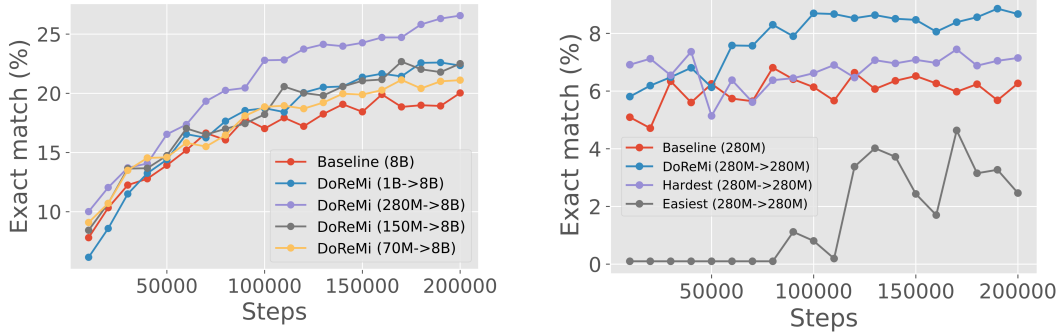 Exact match (%)
25
20
15
10
Baseline (8B)
DoReMi (1B->8B)
DoReMi (280M->8B)
DoReMi (150M->8B)
DoReMi (70M->8B)
50000 100000 150000 200000
Steps
Exact match (%)
8
6
4
2
0
Baseline (280M)
DoReMi (280M->280M)
Hardest (280M->280M)
Easiest (280M->280M)
50000 100000 150000 200000
Steps